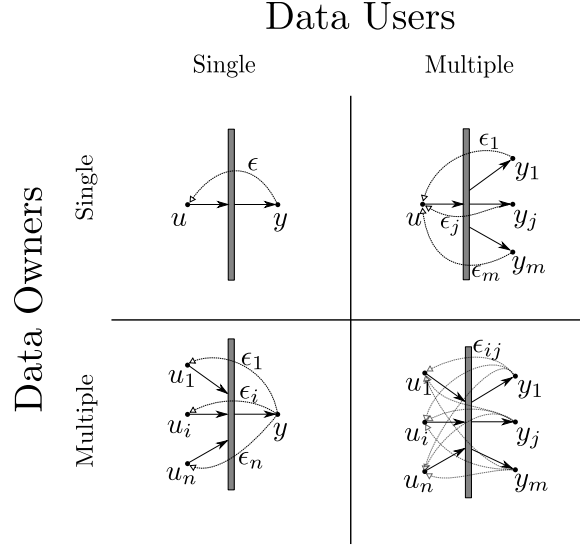 Data Users
Single
Multiple
Data Owners
Single
ϵ
u
y
ϵ₁
y₁
u
ϵⱼ
yⱼ
ϵₘ
yₘ
Multiple
ϵ₁
u₁
ϵᵢ
uᵢ
y
ϵₙ
uₙ
ϵᵢⱼ
u₁
y₁
uᵢ
yⱼ
uₙ
yₘ